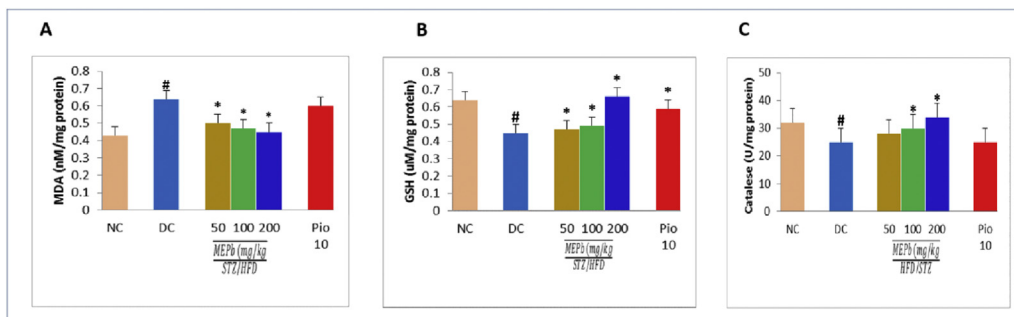 A
MDA (nM/mg protein)
0.8
0.7
0.6
0.5
0.4
0.3
0.2
0.1
0
#
*
*
*
NC DC 50 100 200 Pio
10
MEPb (mg/kg
STZ/HFD
B
GSH (uM/mg protein)
0.8
0.7
0.6
0.5
0.4
0.3
0.2
0.1
0
#
*
*
*
*
NC DC 50 100 200 Pio
10
MEPb (mg/kg
STZ/HFD
C
Catalese (U/mg protein)
50
40
30
20
10
0
#
*
*
NC DC 50 100 200 Pio
10
MEPb (mg/kg
HFD/STZ